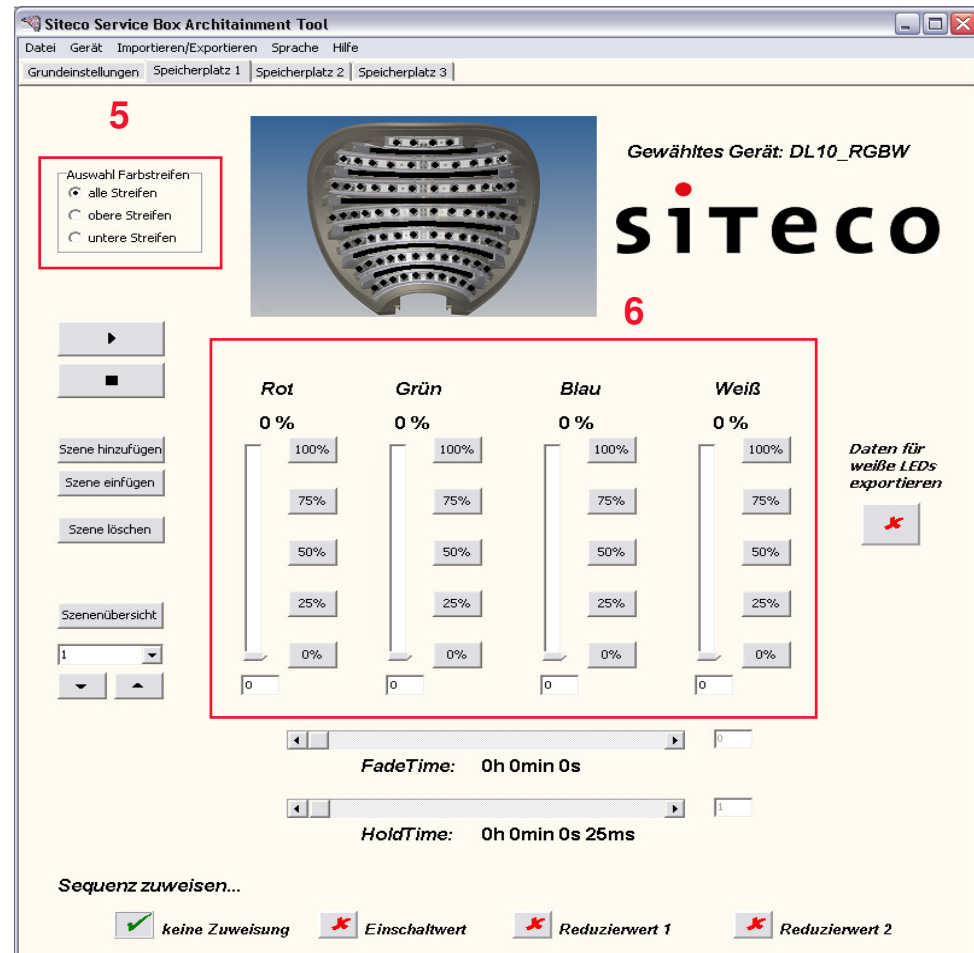 Siteco Service Box Architainment Tool
Datei Gerät Importieren/Exportieren Sprache Hilfe
Grundeinstellungen Speicherplatz 1 Speicherplatz 2 Speicherplatz 3
5
Auswahl Farbstreifen
alle Streifen
obere Streifen
untere Streifen
Gewähltes Gerät: DL10_RGBW
siteco
6
Rot Grün Blau Weiß
0 % 0 % 0 % 0 %
Szene hinzufügen 100% 100% 100% 100%
Szene einfügen 75% 75% 75% 75%
Szene löschen 50% 50% 50% 50%
Daten für
weiße LEDs
exportieren
Szenenübersicht 25% 25% 25% 25%
1 0% 0% 0% 0%
0 0 0 0
0
FadeTime: 0h 0min 0s
1
HoldTime: 0h 0min 0s 25ms
Sequenz zuweisen...
keine Zuweisung Einschaltwert Reduzierwert 1 Reduzierwert 2